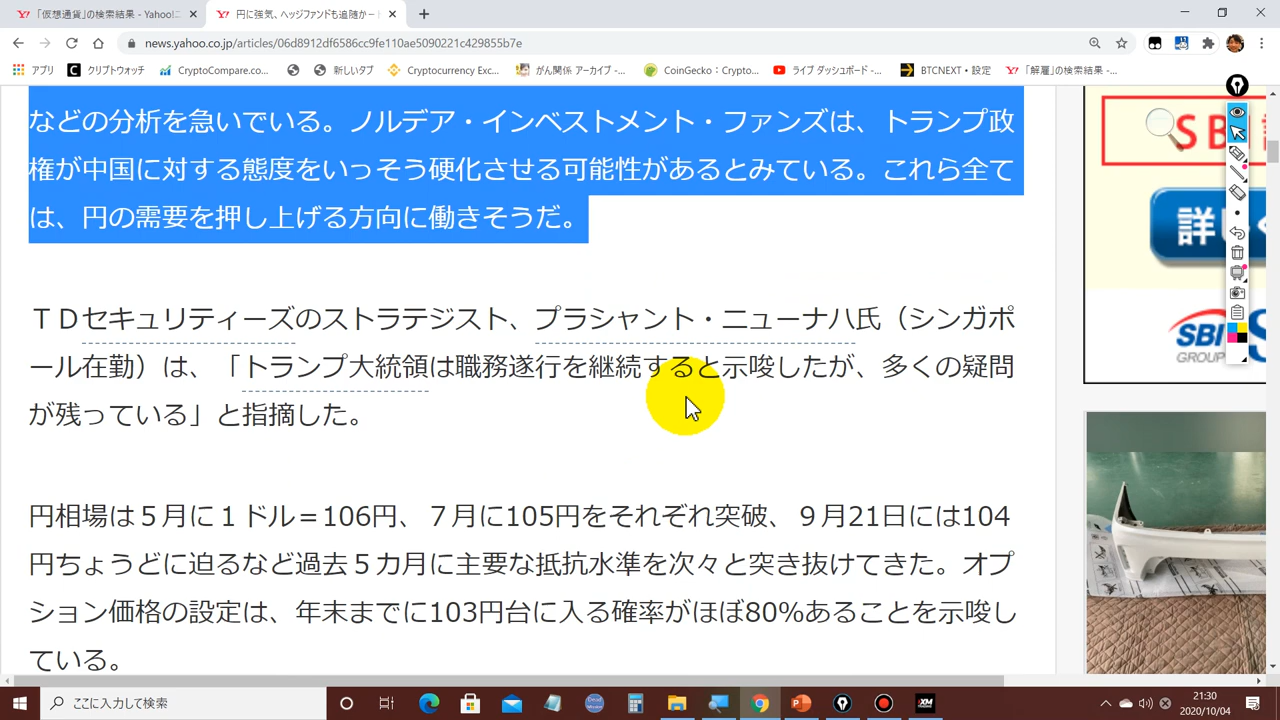 「仮想通貨」の検索結果 - Yahoo!ニ
円に強気、ヘッジファンドも追随か－
news.yahoo.co.jp/articles/06d8912df6586cc9fe110ae5090221c429855b7e
アプリ
クリプトウォッチ
CryptoCompare.co...
新しいタブ
Cryptocurrency Exc...
がん関係 アーカイブ -...
CoinGecko：Crypto...
ライブ ダッシュボード -...
BTCNEXT・設定
「解雇」の検索結果 -...
などの分析を急いでいる。ノルデア・インベストメント・ファンズは、トランプ政
権が中国に対する態度をいっそう硬化させる可能性があるとみている。これら全て
は、円の需要を押し上げる方向に働きそうだ。
ＴＤセキュリティーズのストラテジスト、プラシャント・ニューナハ氏（シンガポ
ール在勤）は、「トランプ大統領は職務遂行を継続すると示唆したが、多くの疑問
が残っている」と指摘した。
円相場は５月に１ドル＝106円、７月に105円をそれぞれ突破、９月21日には104
円ちょうどに迫るなど過去５カ月に主要な抵抗水準を次々と突き抜けてきた。オプ
ション価格の設定は、年末までに103円台に入る確率がほぼ80％あることを示唆し
ている。
SB
詳し
SBI
GROUP
ここに入力して検索
XM
21:30
2020/10/04